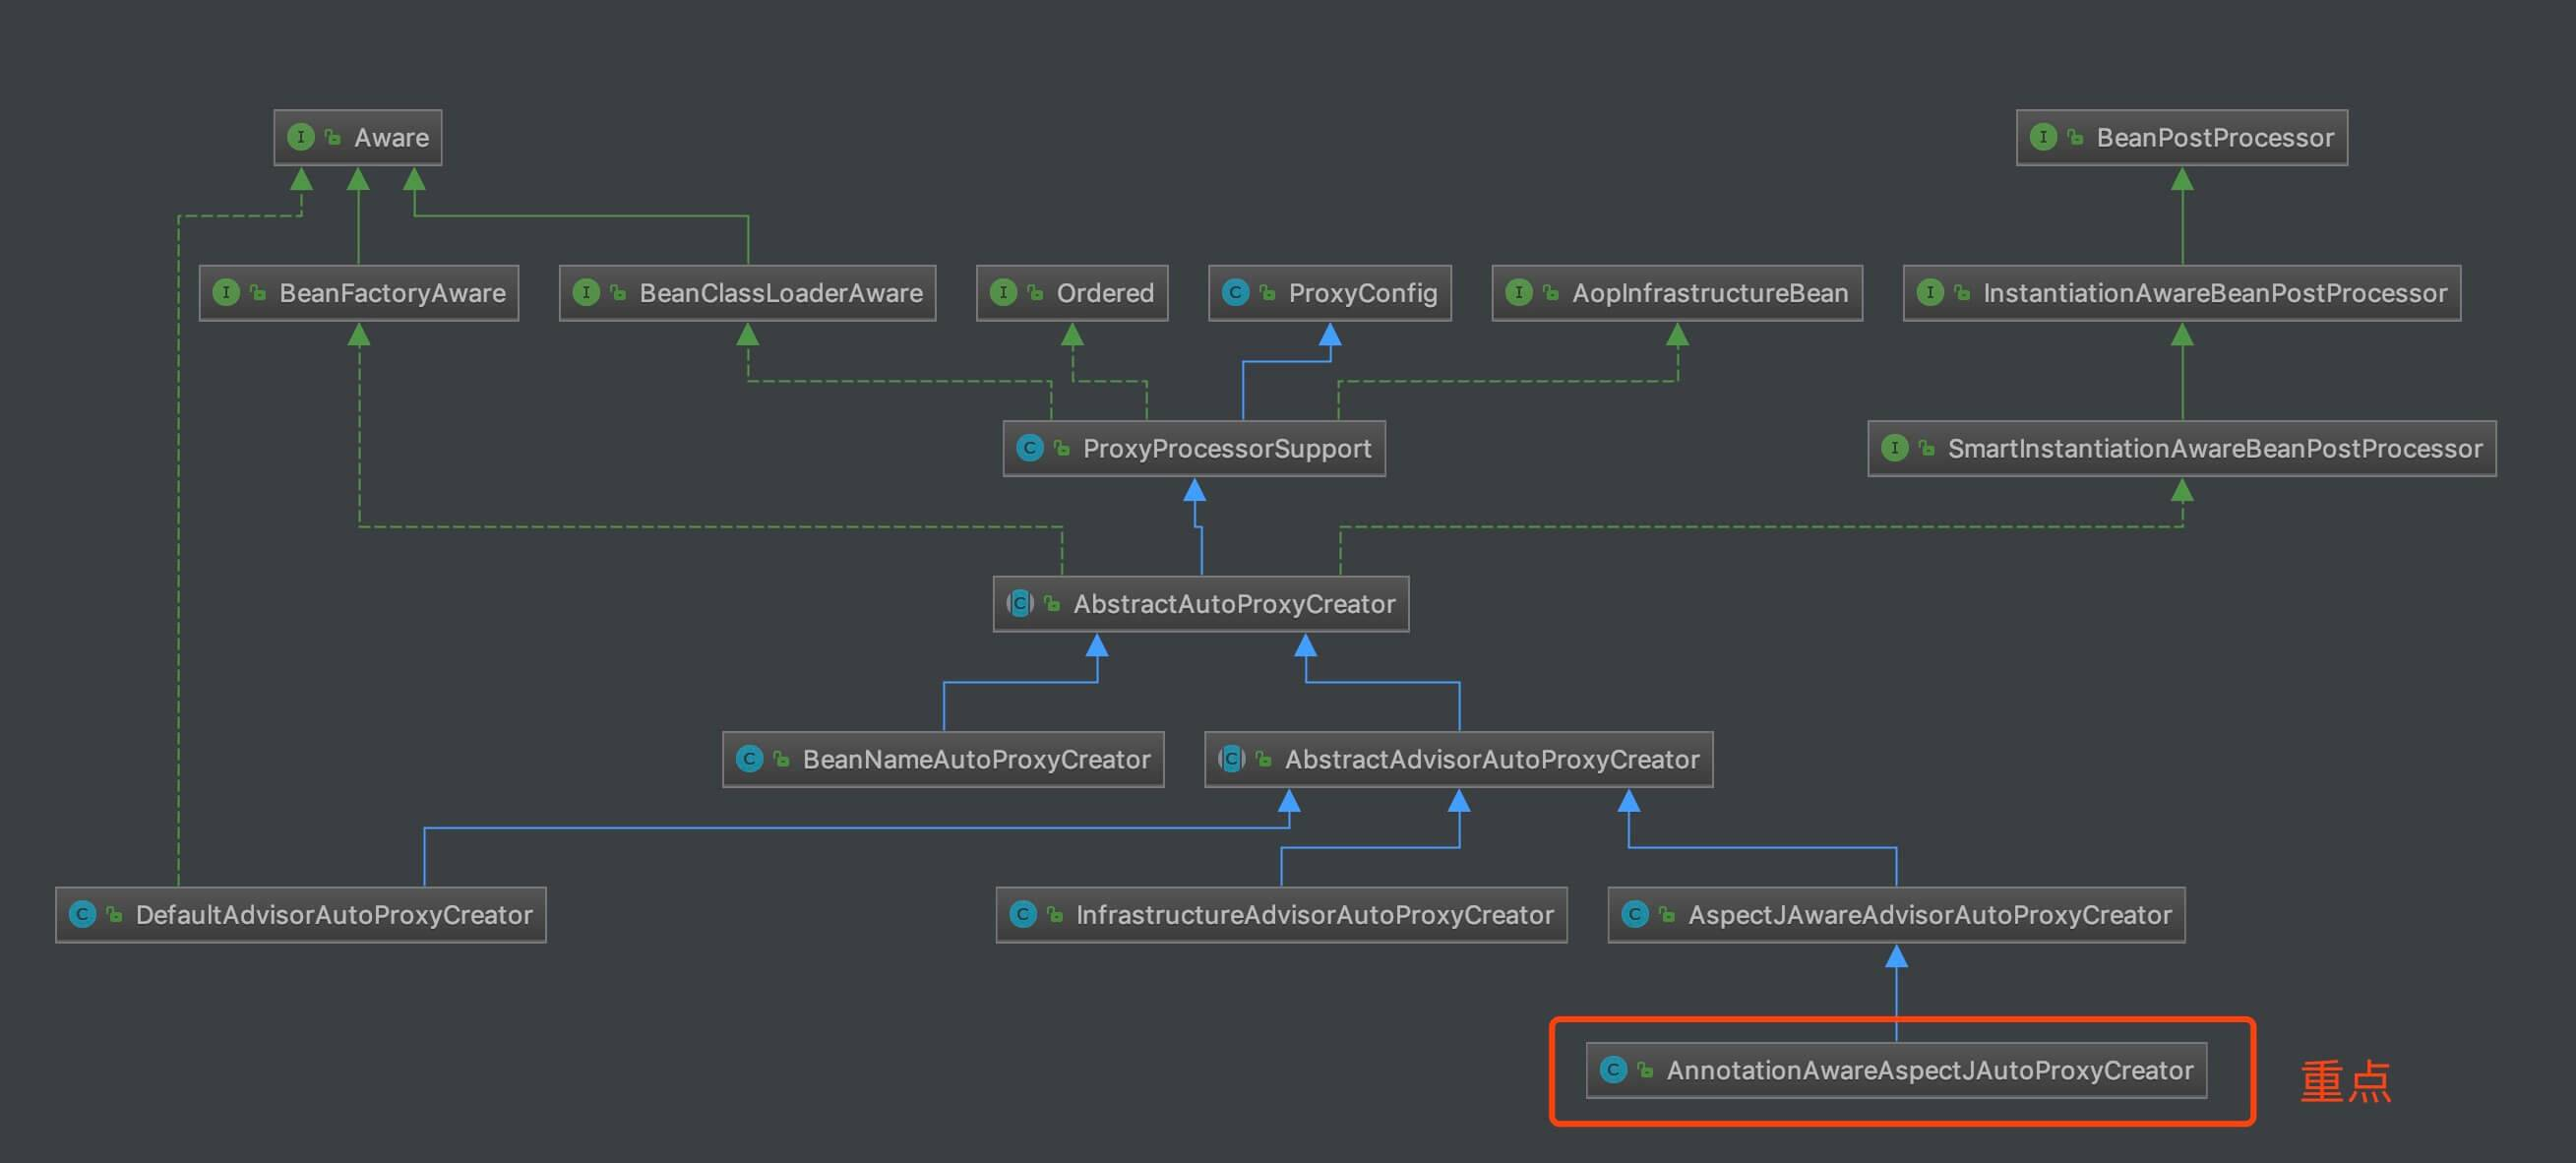 Aware
BeanPostProcessor
BeanFactoryAware
BeanClassLoaderAware
Ordered
ProxyConfig
AopInfrastructureBean
InstantiationAwareBeanPostProcessor
ProxyProcessorSupport
SmartInstantiationAwareBeanPostProcessor
AbstractAutoProxyCreator
BeanNameAutoProxyCreator
AbstractAdvisorAutoProxyCreator
DefaultAdvisorAutoProxyCreator
InfrastructureAdvisorAutoProxyCreator
AspectJAwareAdvisorAutoProxyCreator
AnnotationAwareAspectJAutoProxyCreator
重点